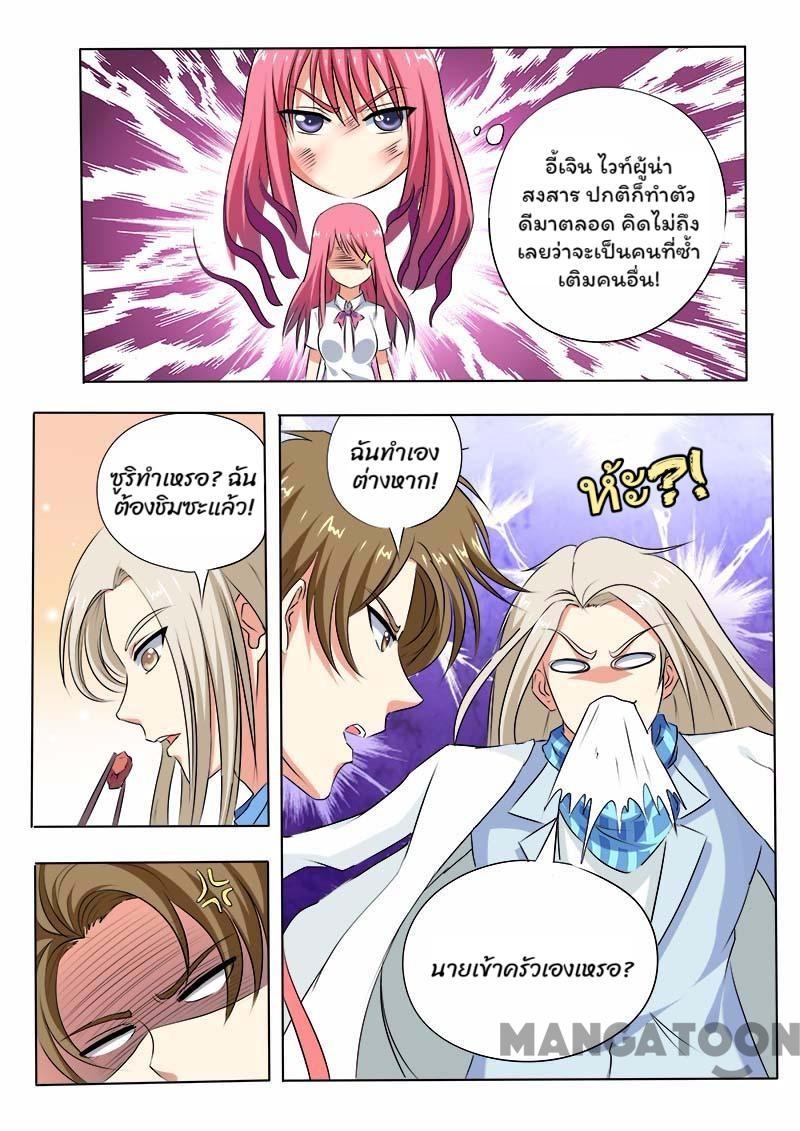 อี้เจิน ไวท์ผู้น่า
สงสาร ปกติก็ทำตัว
ดีมาตลอด คิดไม่ถึง
เลยว่าจะเป็นคนที่ซ้ำ
เติมคนอื่น!
ซูริทำเหรอ? ฉัน
ต้องชิมซะแล้ว!
ฉันทำเอง
ต่างหาก!
ห้ะ?!
นายเข้าครัวเองเหรอ?
MANGATOON